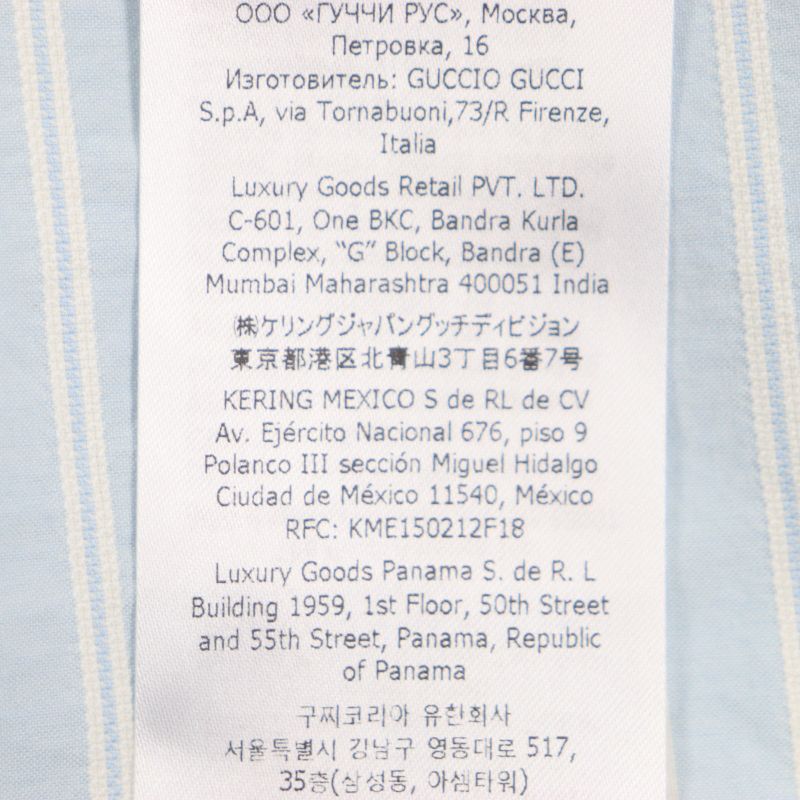 ООО «ГУЧЧИ РУС», Москва,
Петровка, 16
Изготовитель: GUCCIO GUCCI
S.p.A, via Tornabuoni,73/R Firenze,
Italia
Luxury Goods Retail PVT. LTD.
C-601, One BKC, Bandra Kurla
Complex, “G” Block, Bandra (E)
Mumbai Maharashtra 400051 India
㈱ケリングジャパングッチディビジョン
東京都港区北青山3丁目6番7号
KERING MEXICO S de RL de CV
Av. Ejército Nacional 676, piso 9
Polanco III sección Miguel Hidalgo
Ciudad de México 11540, México
RFC: KME150212F18
Luxury Goods Panama S. de R. L
Building 1959, 1st Floor, 50th Street
and 55th Street, Panama, Republic
of Panama
구찌코리아 유한회사
서울특별시 강남구 영동대로 517,
35층(삼성동, 아셈타워)